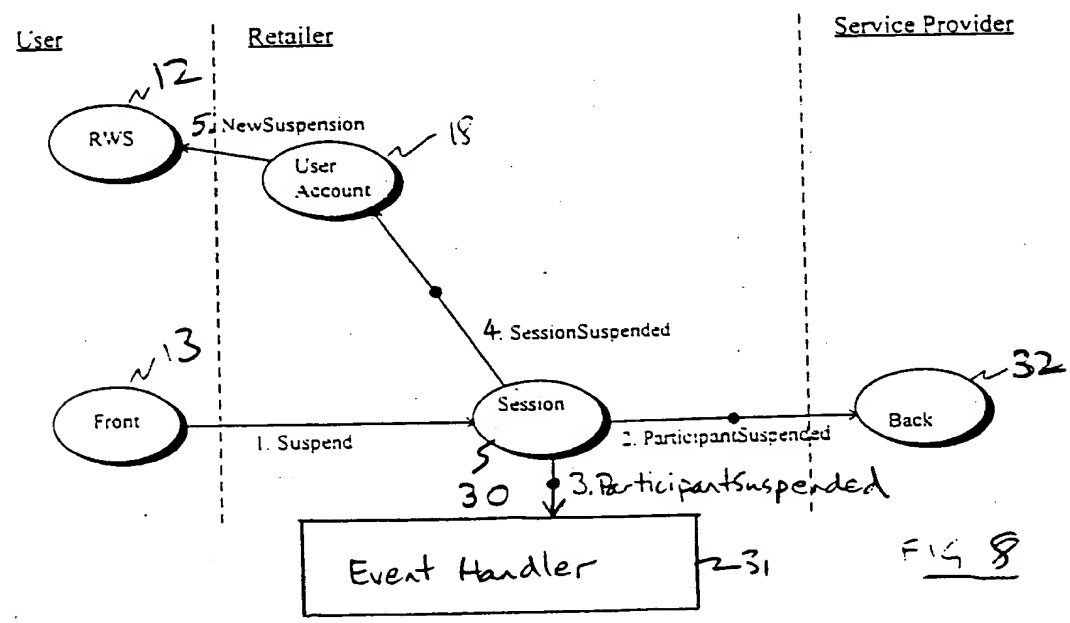 User
Retailer
Service Provider
12
RWS
5. NewSuspension
18
User
Account
4. SessionSuspended
13
Front
1. Suspend
Session
30
2. ParticipantSuspended
Back
32
3. ParticipantSuspended
Event Handler
31
FIG 8